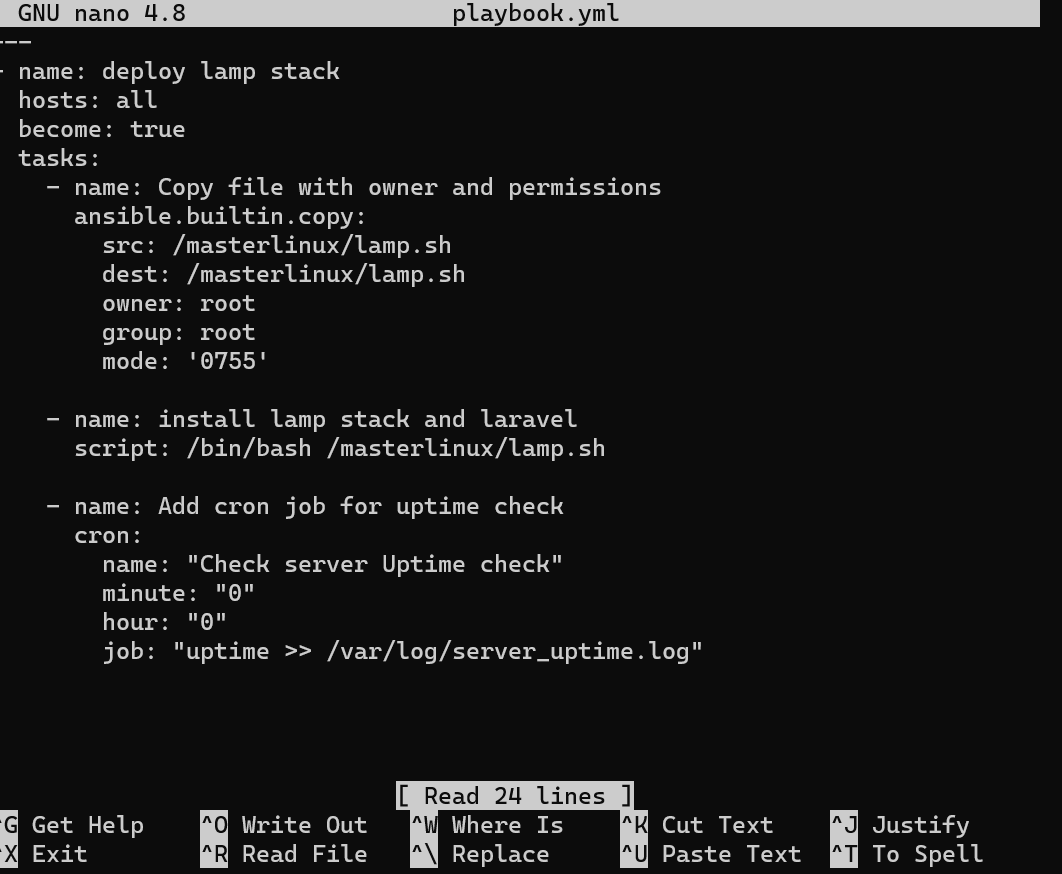 GNU nano 4.8 playbook.yml
---
- name: deploy lamp stack
  hosts: all
  become: true
  tasks:
    - name: Copy file with owner and permissions
      ansible.builtin.copy:
        src: /masterlinux/lamp.sh
        dest: /masterlinux/lamp.sh
        owner: root
        group: root
        mode: '0755'

    - name: install lamp stack and laravel
      script: /bin/bash /masterlinux/lamp.sh

    - name: Add cron job for uptime check
      cron:
        name: "Check server Uptime check"
        minute: "0"
        hour: "0"
        job: "uptime >> /var/log/server_uptime.log"

[ Read 24 lines ]
^G Get Help ^O Write Out ^W Where Is ^K Cut Text ^J Justify
^X Exit ^R Read File ^\ Replace ^U Paste Text ^T To Spell